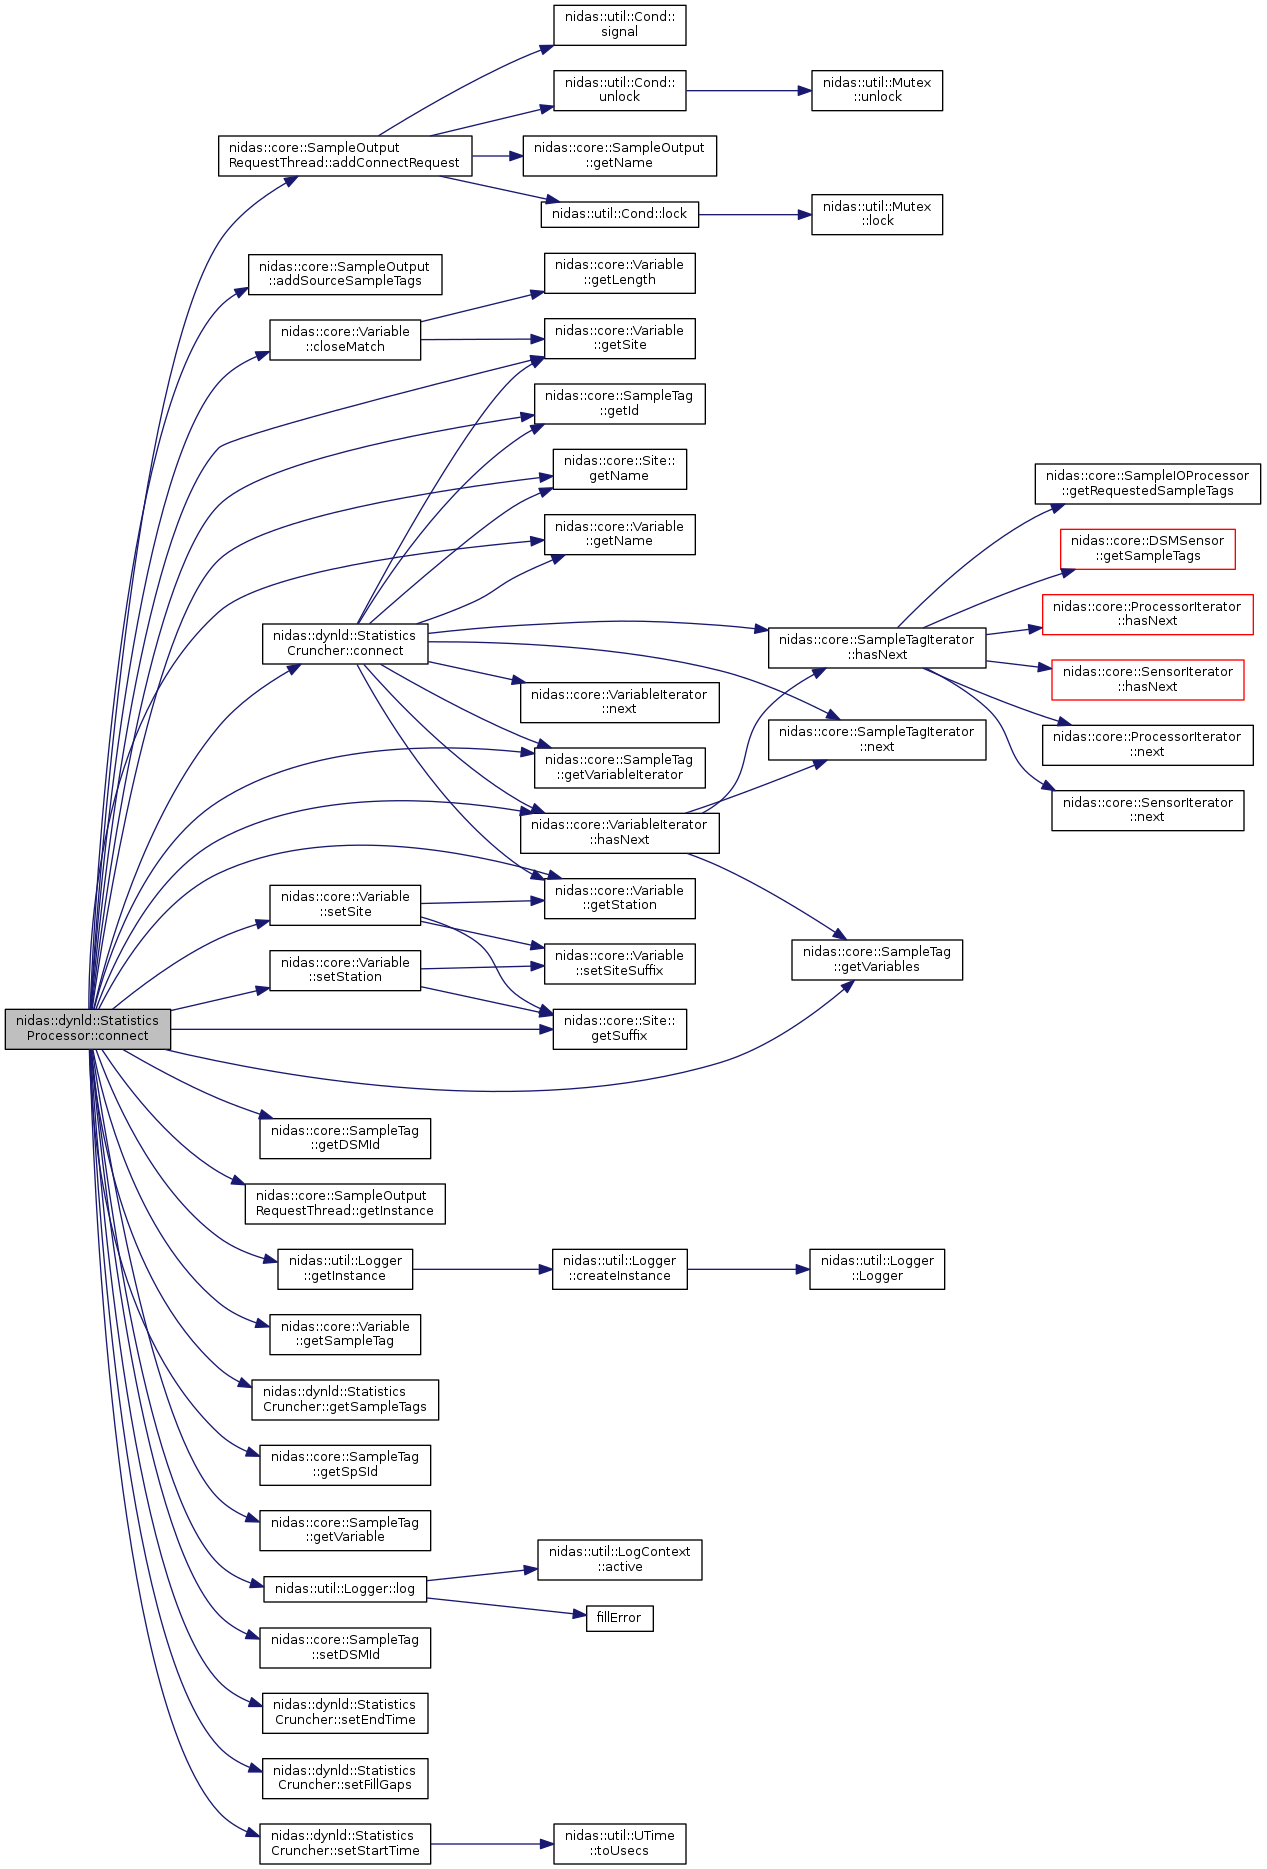 nidas::util::Cond::
signal
nidas::util::Cond::
unlock
nidas::util::Mutex
::unlock
nidas::core::SampleOutput
RequestThread::addConnectRequest
nidas::core::SampleOutput
::getName
nidas::util::Cond::lock
nidas::util::Mutex
::lock
nidas::core::SampleOutput
::addSourceSampleTags
nidas::core::Variable
::getLength
nidas::core::Variable
::closeMatch
nidas::core::Variable
::getSite
nidas::core::SampleTag
::getId
nidas::core::Site::
getName
nidas::core::SampleIOProcessor
::getRequestedSampleTags
nidas::core::Variable
::getName
nidas::core::DSMSensor
::getSampleTags
nidas::core::ProcessorIterator
::hasNext
nidas::dynld::Statistics
Cruncher::connect
nidas::core::SampleTagIterator
::hasNext
nidas::core::SensorIterator
::hasNext
nidas::core::VariableIterator
::next
nidas::core::SampleTagIterator
::next
nidas::core::ProcessorIterator
::next
nidas::core::SampleTag
::getVariableIterator
nidas::core::SensorIterator
::next
nidas::core::VariableIterator
::hasNext
nidas::core::Variable
::getStation
nidas::core::Variable
::setSite
nidas::core::Variable
::setSiteSuffix
nidas::core::SampleTag
::getVariables
nidas::core::Variable
::setStation
nidas::dynld::Statistics
Processor::connect
nidas::core::Site::
getSuffix
nidas::core::SampleTag
::getDSMId
nidas::core::SampleOutput
RequestThread::getInstance
nidas::util::Logger
::getInstance
nidas::util::Logger
::createInstance
nidas::util::Logger
::Logger
nidas::core::Variable
::getSampleTag
nidas::dynld::Statistics
Cruncher::getSampleTags
nidas::core::SampleTag
::getSpSId
nidas::core::SampleTag
::getVariable
nidas::util::LogContext
::active
nidas::util::Logger::log
fillError
nidas::core::SampleTag
::setDSMId
nidas::dynld::Statistics
Cruncher::setEndTime
nidas::dynld::Statistics
Cruncher::setFillGaps
nidas::dynld::Statistics
Cruncher::setStartTime
nidas::util::UTime
::toUsecs